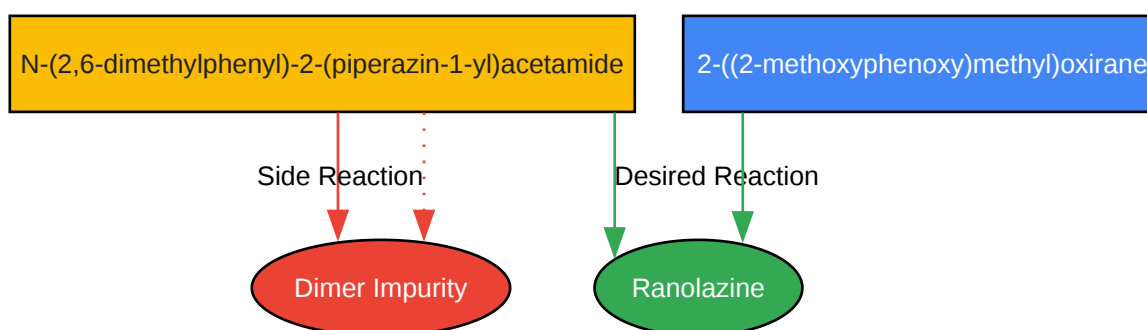 N-(2,6-dimethylphenyl)-2-(piperazin-1-yl)acetamide
2-((2-methoxyphenoxy)methyl)oxirane
Side Reaction
Desired Reaction
Dimer Impurity
Ranolazine